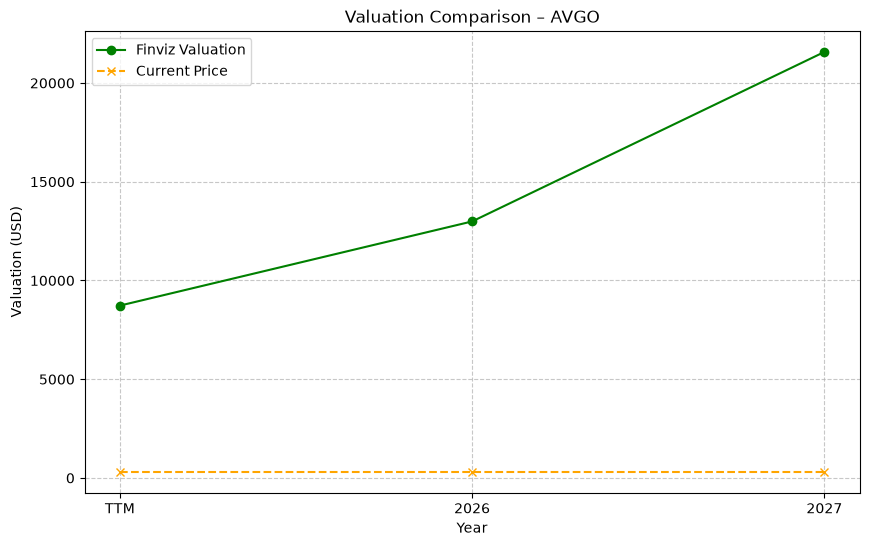 Valuation Comparison – AVGO
Finviz Valuation
Current Price
20000
15000
10000
5000
0
Valuation (USD)
TTM
2026
2027
Year